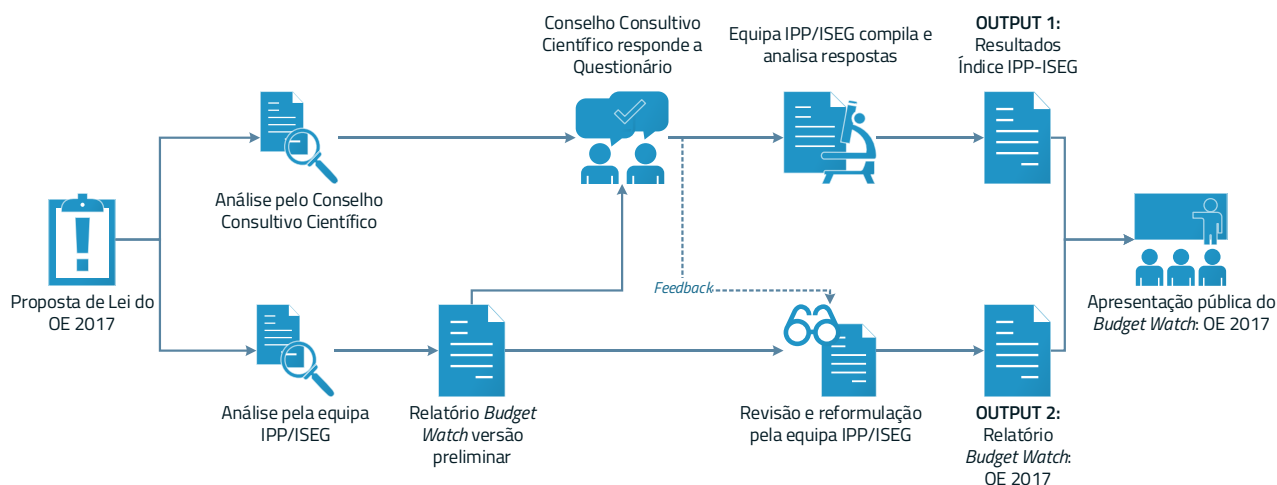 Conselho Consultivo
Científico responde a
Questionário
Equipa IPP/ISEG compila e
analisa respostas
OUTPUT 1:
Resultados
Índice IPP-ISEG
Análise pelo Conselho
Consultivo Científico
Proposta de Lei do
OE 2017
Feedback
Apresentação pública do
Budget Watch: OE 2017
Análise pela equipa
IPP/ISEG
Relatório Budget
Watch versão
preliminar
Revisão e reformulação
pela equipa IPP/ISEG
OUTPUT 2:
Relatório
Budget Watch:
OE 2017